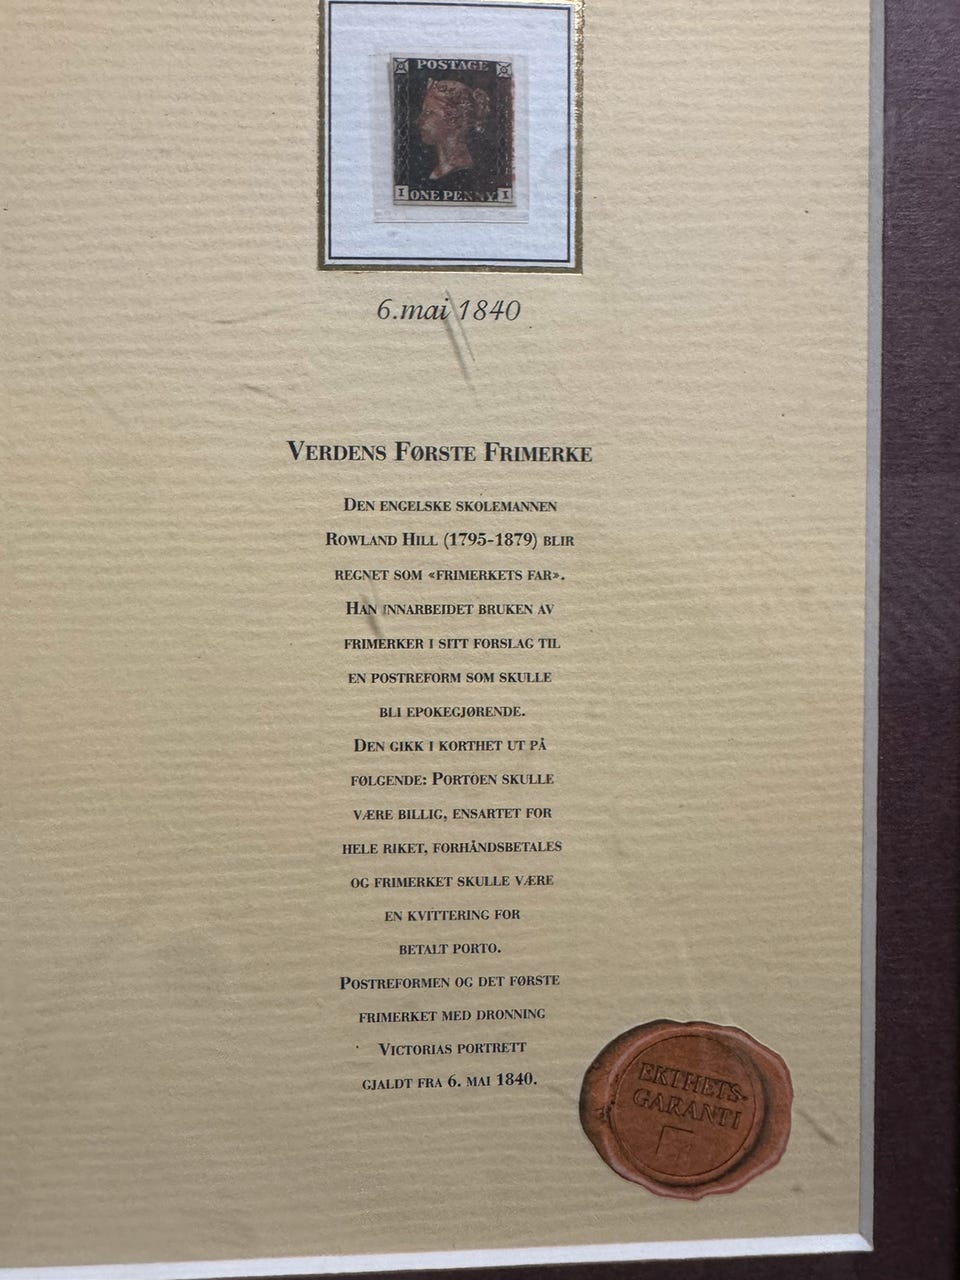 POSTAGE
I ONE PENNY I
6.mai 1840
VERDENS FØRSTE FRIMERKE
DEN ENGELSKE SKOLEMANNEN
ROWLAND HILL (1795-1879) BLIR
REGNET SOM «FRIMERKETS FAR».
HAN INNARBEIDET BRUKEN AV
FRIMERKER I SITT FORSLAG TIL
EN POSTREFORM SOM SKULLE
BLI EPOKEGJØRENDE.
DEN GIKK I KORTHET UT PÅ
FØLGENDE: PORTOEN SKULLE
VÆRE BILLIG, ENSARTET FOR
HELE RIKET, FORHÅNDSBETALES
OG FRIMERKET SKULLE VÆRE
EN KVITTERING FOR
BETALT PORTO.
POSTREFORMEN OG DET FØRSTE
FRIMERKET MED DRONNING
VICTORIAS PORTRETT
GJALDT FRA 6. MAI 1840.
EKTHETS-
GARANTI